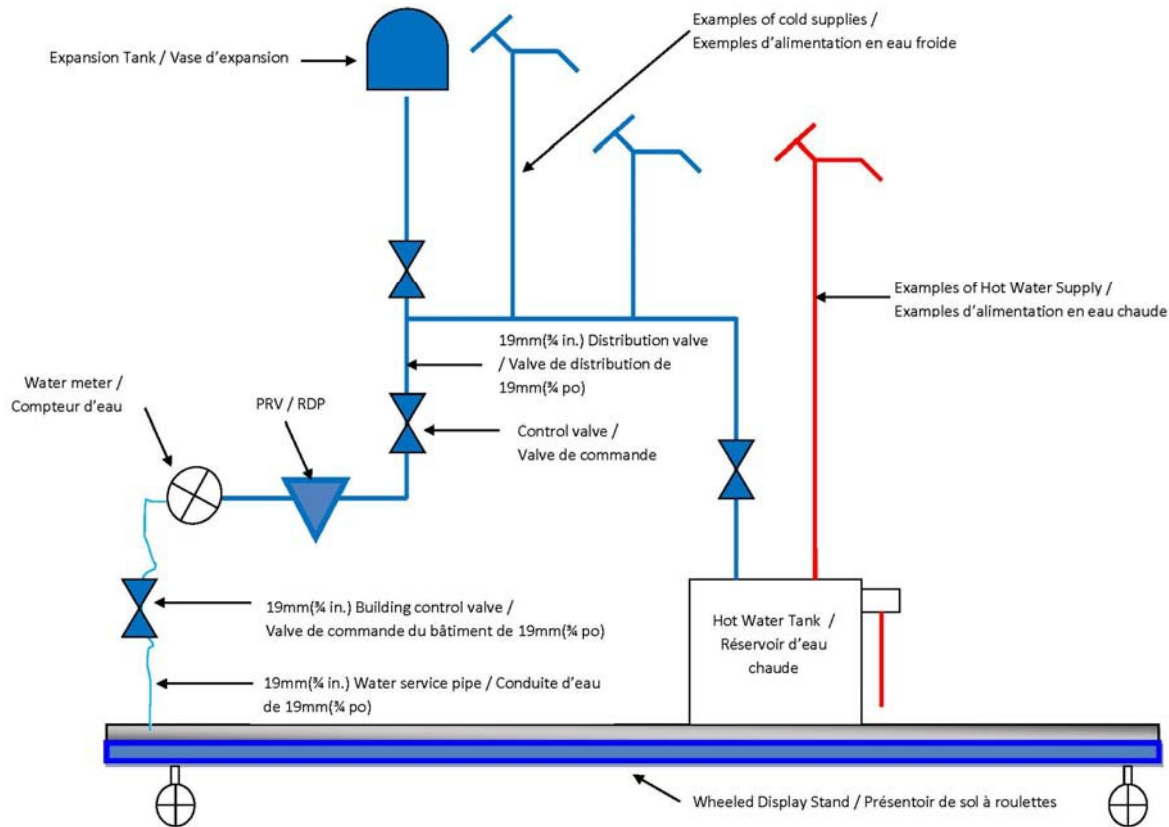 Examples of cold supplies /
Exemples d'alimentation en eau froide
Expansion Tank / Vase d'expansion
Examples of Hot Water Supply /
Examples d'alimentation en eau chaude
19mm(¾ in.) Distribution valve
/ Valve de distribution de
19mm(¾ po)
Water meter /
Compteur d'eau
PRV / RDP
Control valve /
Valve de commande
19mm(¾ in.) Building control valve /
Valve de commande du bâtiment de 19mm(¾ po)
Hot Water Tank /
Réservoir d'eau
chaude
19mm(¾ in.) Water service pipe / Conduite d'eau
de 19mm(¾ po)
Wheeled Display Stand / Présentoir de sol à roulettes